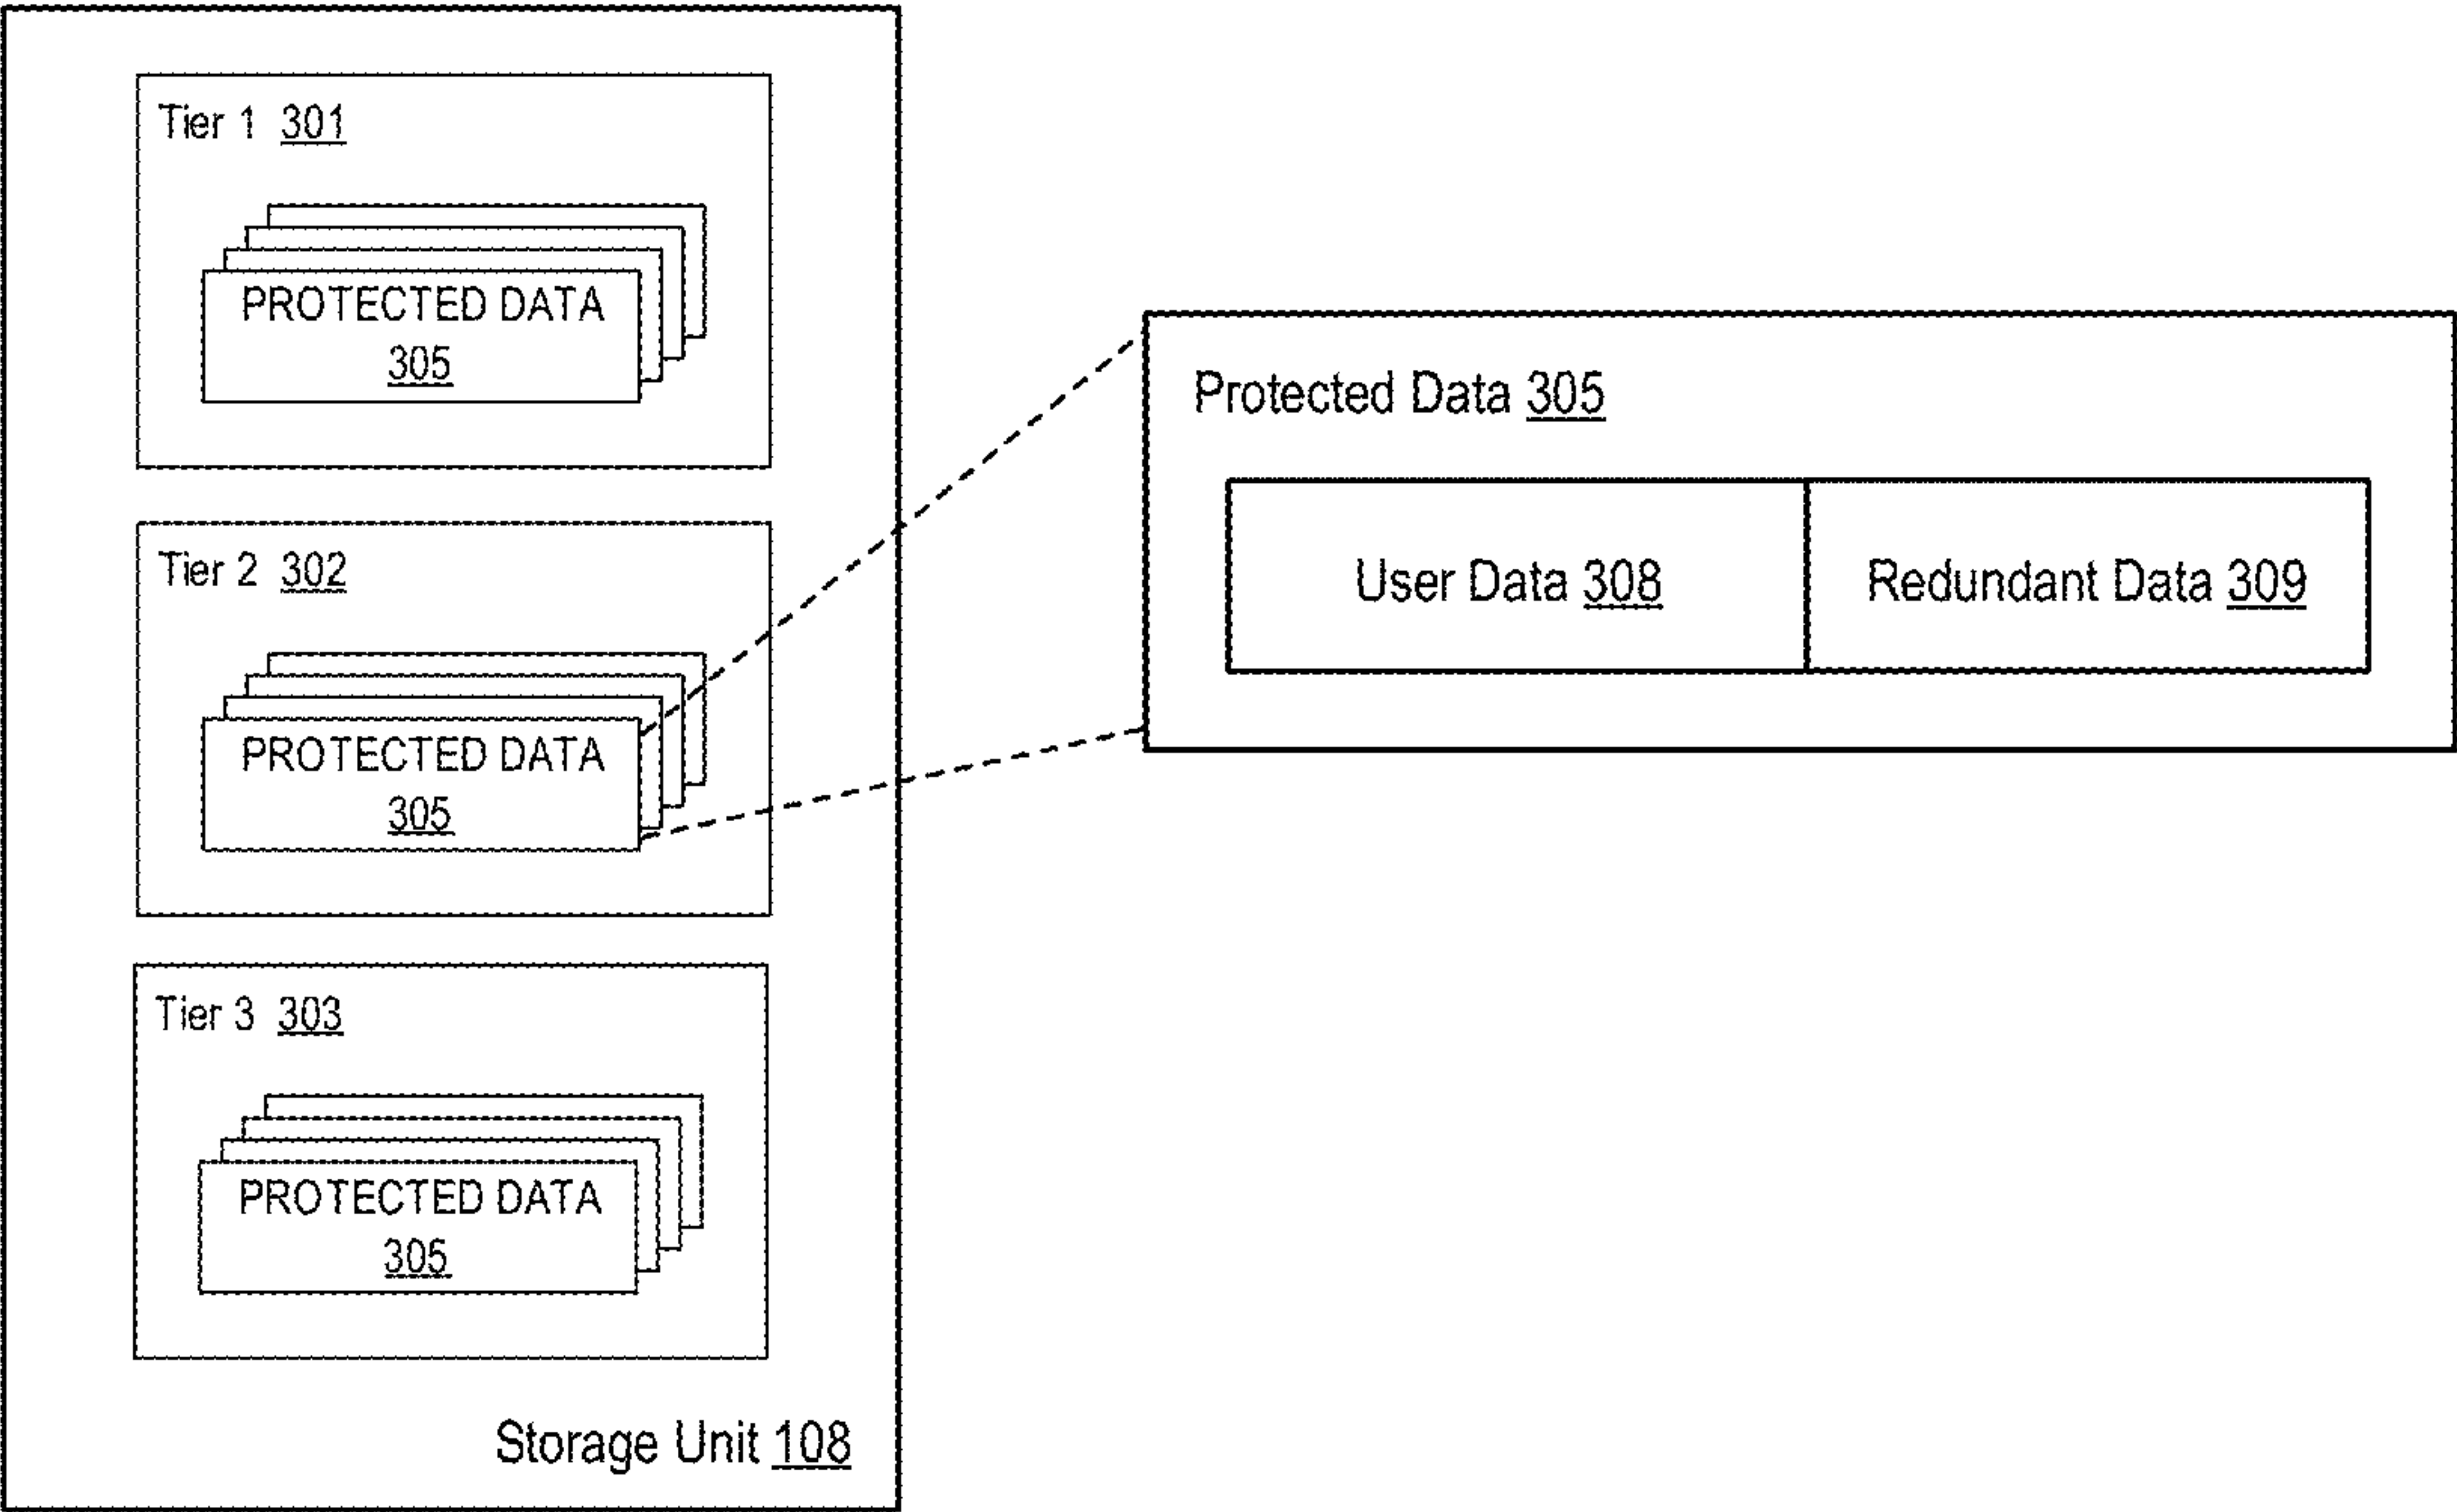 Tier 1 301
PROTECTED DATA
305
Tier 2 302
PROTECTED DATA
305
Tier 3 303
PROTECTED DATA
305
Storage Unit 108
Protected Data 305
User Data 308
Redundant Data 309